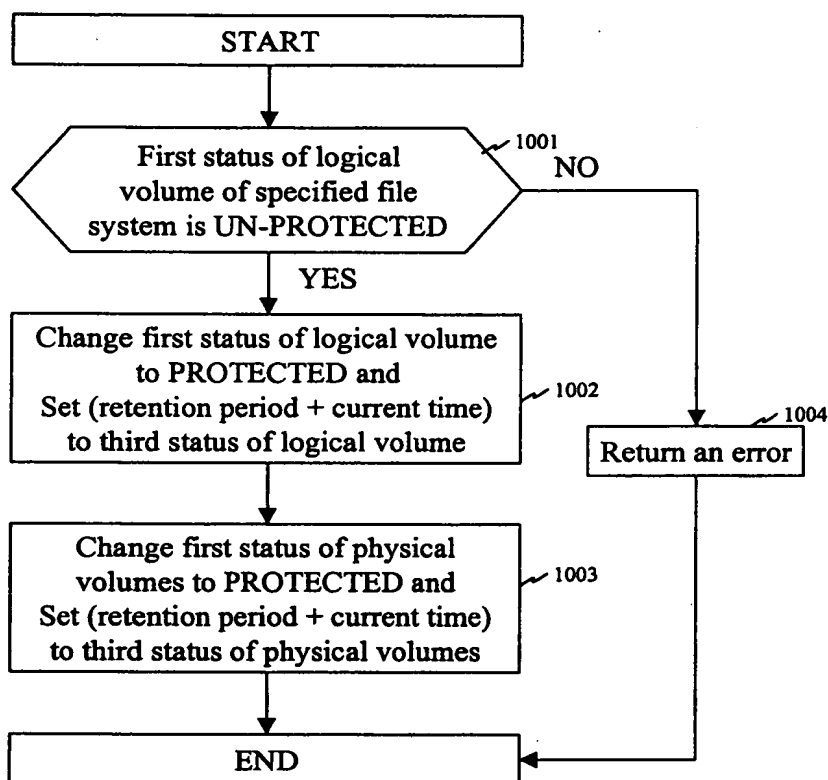 START
First status of logical
volume of specified file
system is UN-PROTECTED
1001
NO
YES
Change first status of logical volume
to PROTECTED and
Set (retention period + current time)
to third status of logical volume
1002
1004
Return an error
Change first status of physical
volumes to PROTECTED and
Set (retention period + current time)
to third status of physical volumes
1003
END